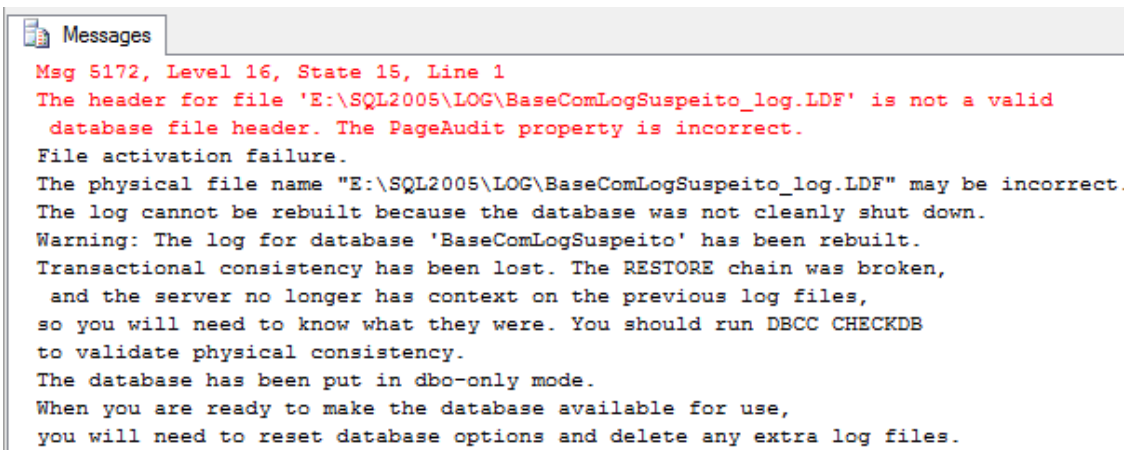 Messages
Msg 5172, Level 16, State 15, Line 1
The header for file 'E:\SQL2005\LOG\BaseComLogSuspeito_log.LDF' is not a valid
database file header. The PageAudit property is incorrect.
File activation failure.
The physical file name "E:\SQL2005\LOG\BaseComLogSuspeito_log.LDF" may be incorrect.
The log cannot be rebuilt because the database was not cleanly shut down.
Warning: The log for database 'BaseComLogSuspeito' has been rebuilt.
Transactional consistency has been lost. The RESTORE chain was broken,
and the server no longer has context on the previous log files,
so you will need to know what they were. You should run DBCC CHECKDB
to validate physical consistency.
The database has been put in dbo-only mode.
When you are ready to make the database available for use,
you will need to reset database options and delete any extra log files.